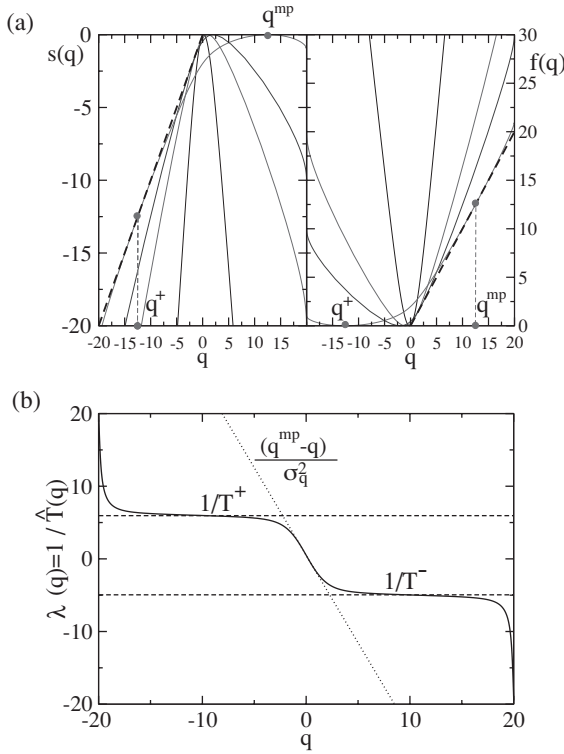 (a)
q^mp
s(q)
f(q)
0
-5
-10
-15
-20
30
25
20
15
10
5
0
q^+
q^+
q^mp
-20 -15 -10 -5 0 5 10 15
-20 -15 -10 -5 0 5 10 15 20
q
q
(b)
20
10
0
-10
-20
λ (q)=1 / T̂(q)
(q^mp-q)
σ_q^2
1/T^+
1/T^-
-20 -10 0 10 20
q